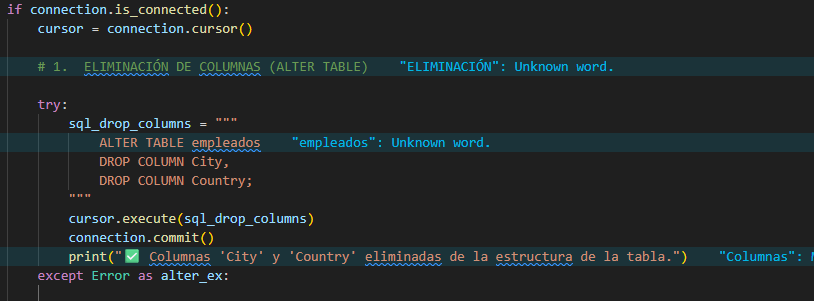 if connection.is_connected():
cursor = connection.cursor()
# 1.  ELIMINACIÓN DE COLUMNAS (ALTER TABLE)    "ELIMINACIÓN": Unknown word.
try:
sql_drop_columns = """
ALTER TABLE empleados    "empleados": Unknown word.
DROP COLUMN City,
DROP COLUMN Country;
"""
cursor.execute(sql_drop_columns)
connection.commit()
print("✅ Columnas 'City' y 'Country' eliminadas de la estructura de la tabla.")    "Columnas":
except Error as alter_ex: